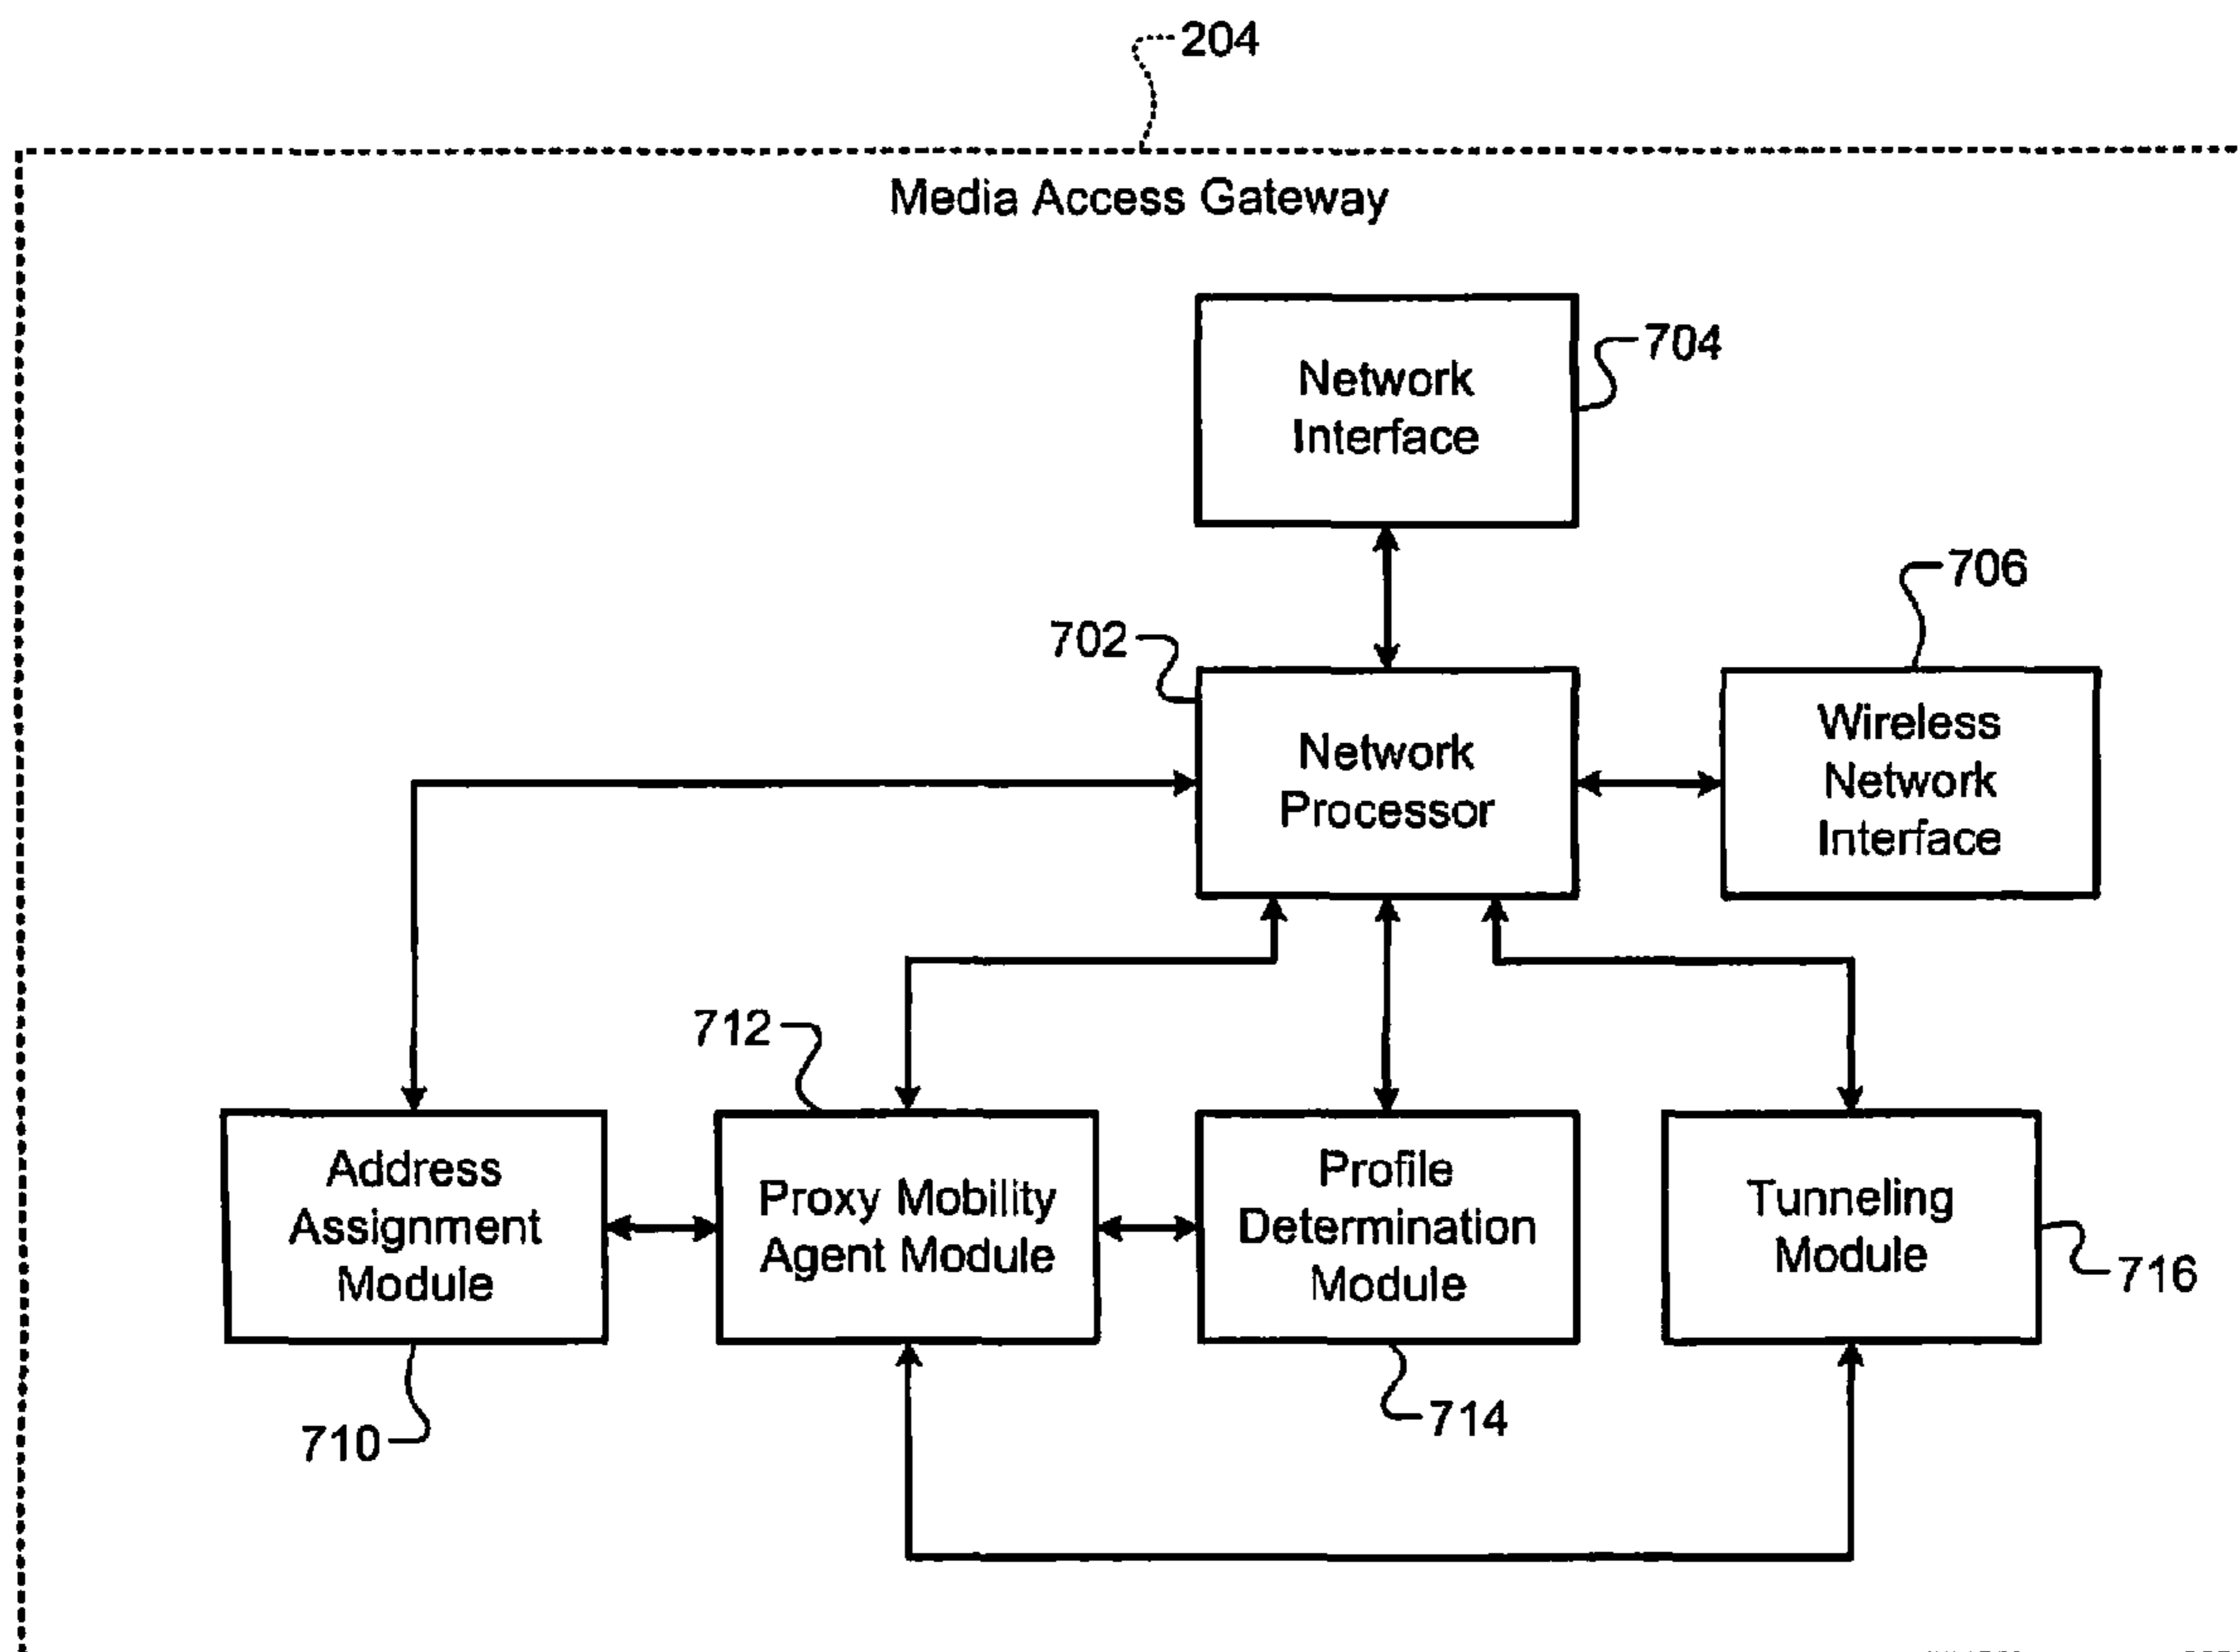 204
Media Access Gateway
Network
Interface
704
706
702
Network
Processor
Wireless
Network
Interface
712
Address
Assignment
Module
Proxy Mobility
Agent Module
Profile
Determination
Module
Tunneling
Module
716
710
714